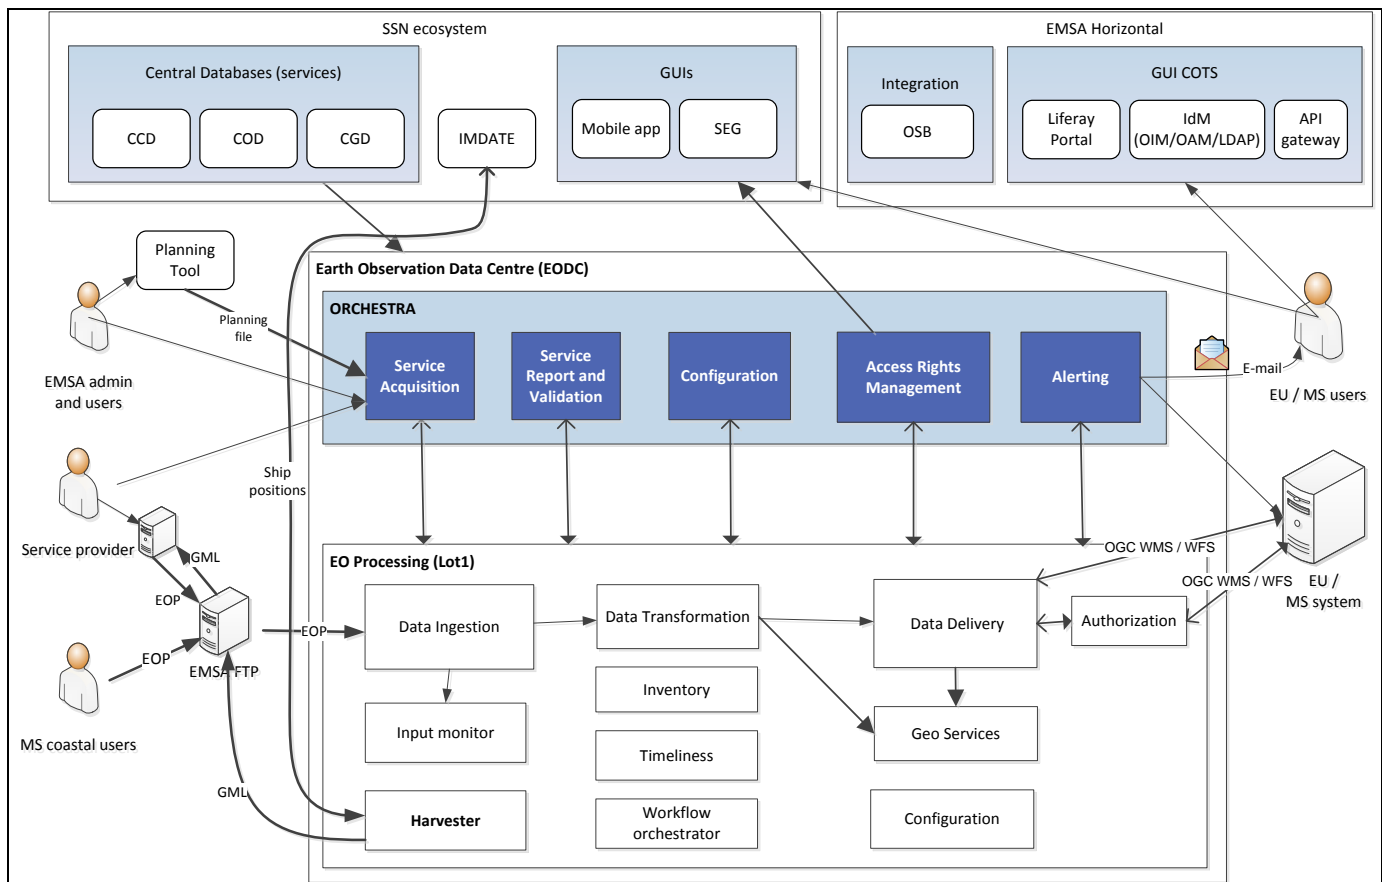 SSN ecosystem
EMSA Horizontal
Central Databases (services)
CCD
COD
CGD
IMDATE
GUIs
Mobile app
SEG
Integration
OSB
GUI COTS
Liferay
Portal
IdM
(OIM/OAM/LDAP)
API
gateway
Planning
Tool
EMSA admin
and users
Planning
file
Earth Observation Data Centre (EODC)
ORCHESTRA
Service
Acquisition
Service
Report and
Validation
Configuration
Access Rights
Management
Alerting
E-mail
EU / MS users
Ship
positions
Service provider
GML
EOP
EOP
EMSA FTP
MS coastal users
GML
EOP
EO Processing (Lot1)
Data Ingestion
Data Transformation
Data Delivery
Authorization
OGC WMS / WFS
OGC WMS / WFS
EU /
MS system
Input monitor
Inventory
Geo Services
Timeliness
Harvester
Workflow
orchestrator
Configuration